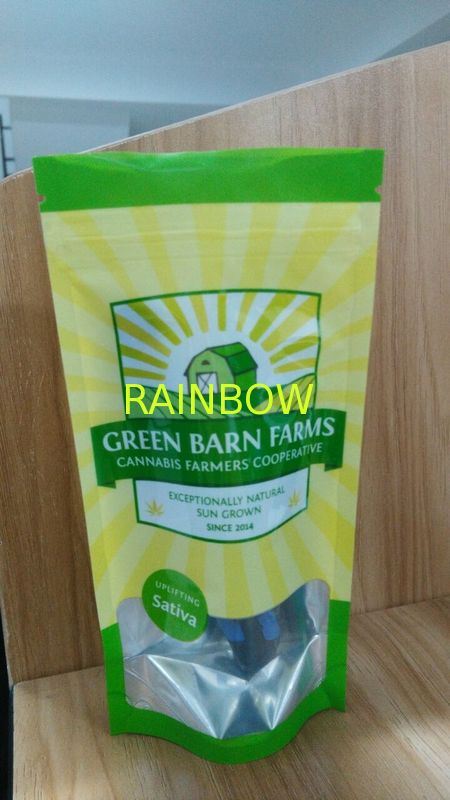 RAINBOW
GREEN BARN FARMS
CANNABIS FARMERS COOPERATIVE
EXCEPTIONALLY NATURAL
SUN GROWN
SINCE 2014
UPLIFTING
Sativa